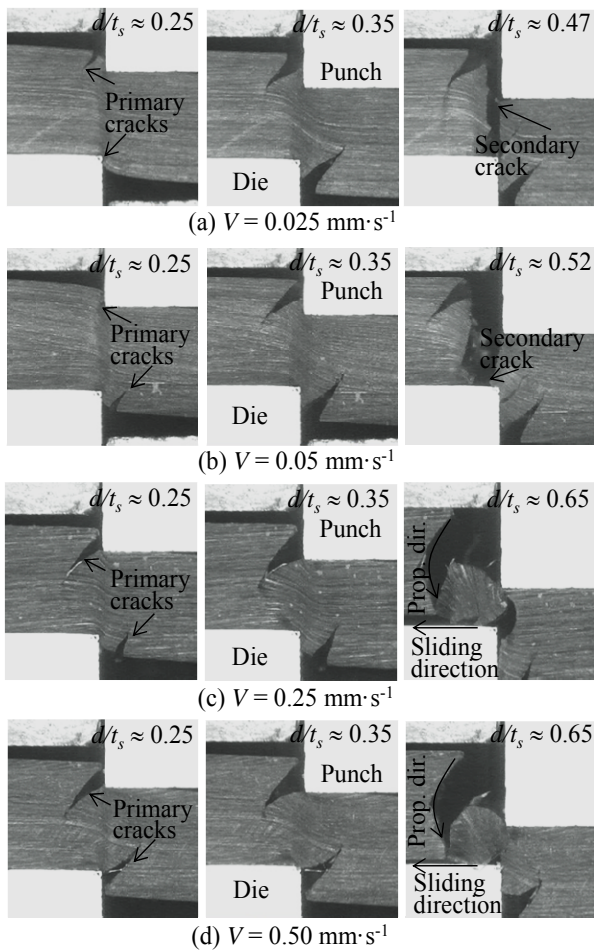 d/ts ≈ 0.25
d/ts ≈ 0.35
d/ts ≈ 0.47
Punch
Primary
cracks
Secondary
crack
Die
(a) V = 0.025 mm·s-1
d/ts ≈ 0.25
d/ts ≈ 0.35
d/ts ≈ 0.52
Punch
Primary
cracks
Secondary
crack
Die
(b) V = 0.05 mm·s-1
d/ts ≈ 0.25
d/ts ≈ 0.35
d/ts ≈ 0.65
Punch
Prop. dir.
Primary
cracks
Die
Sliding
direction
(c) V = 0.25 mm·s-1
d/ts ≈ 0.25
d/ts ≈ 0.35
d/ts ≈ 0.65
Punch
Prop. dir.
Primary
cracks
Die
Sliding
direction
(d) V = 0.50 mm·s-1